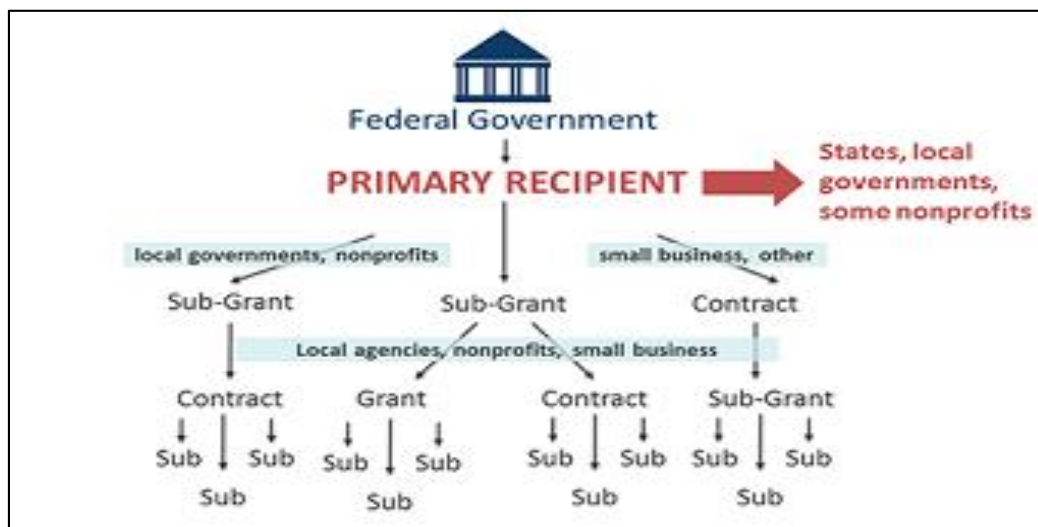 Federal Government
PRIMARY RECIPIENT
States, local
governments,
some nonprofits
local governments, nonprofits
small business, other
Sub-Grant
Sub-Grant
Contract
Local agencies, nonprofits, small business
Contract
Grant
Contract
Sub-Grant
Sub
Sub
Sub
Sub
Sub
Sub
Sub
Sub
Sub
Sub
Sub
Sub